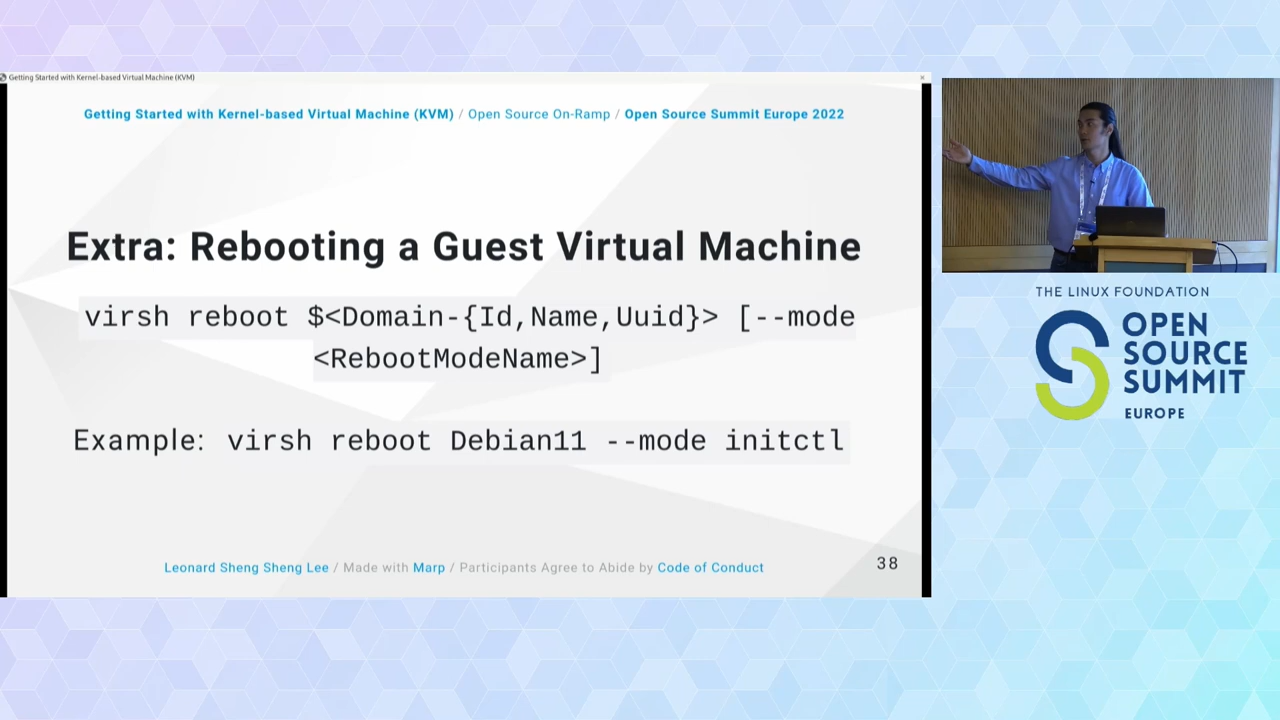 Getting Started with Kernel-based Virtual Machine (KVM)
Getting Started with Kernel-based Virtual Machine (KVM) / Open Source On-Ramp / Open Source Summit Europe 2022
Extra: Rebooting a Guest Virtual Machine
virsh reboot $<Domain-{Id,Name,Uuid}> [--mode
<RebootModeName>]
Example: virsh reboot Debian11 --mode initctl
Leonard Sheng Sheng Lee / Made with Marp / Participants Agree to Abide by Code of Conduct
38
THE LINUX FOUNDATION
OPEN
SOURCE
SUMMIT
EUROPE